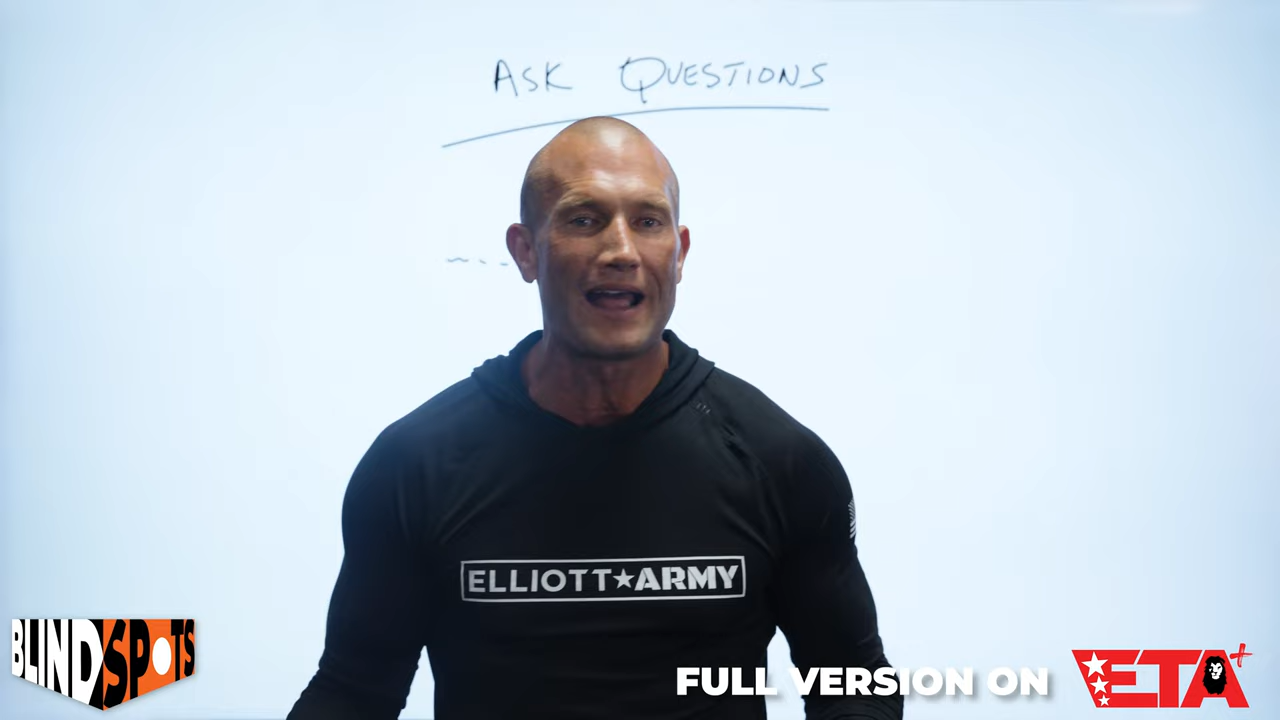 ASK QUESTIONS
ELLIOTT★ARMY
BLINDSPOTS
FULL VERSION ON
ETA+